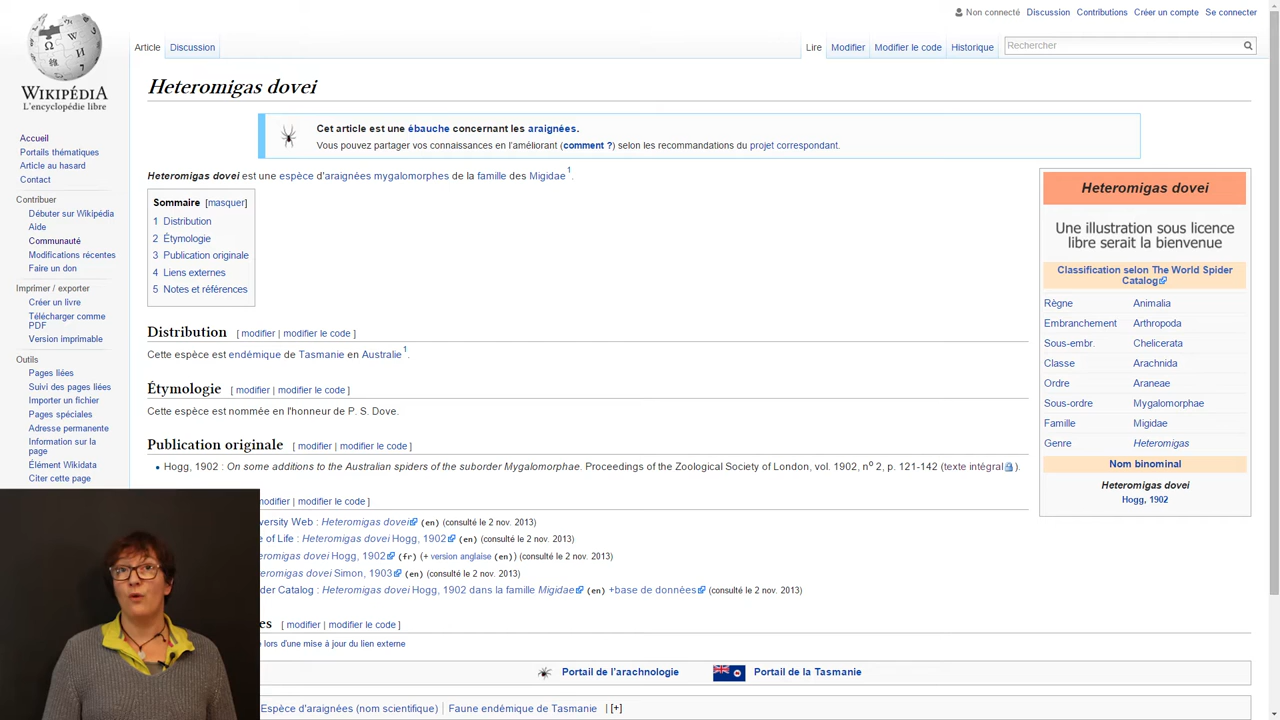 Non connecté Discussion Contributions Créer un compte Se connecter
Article Discussion Lire Modifier Modifier le code Historique Rechercher
WIKIPÉDIA
L'encyclopédie libre
Accueil
Portails thématiques
Article au hasard
Contact
Contribuer
Débuter sur Wikipédia
Aide
Communauté
Modifications récentes
Faire un don
Imprimer / exporter
Créer un livre
Télécharger comme
PDF
Version imprimable
Outils
Pages liées
Suivi des pages liées
Importer un fichier
Pages spéciales
Adresse permanente
Information sur la
page
Élément Wikidata
Citer cette page
Heteromigas dovei
Cet article est une ébauche concernant les araignées.
Vous pouvez partager vos connaissances en l'améliorant (comment ?) selon les recommandations du projet correspondant.
Heteromigas dovei est une espèce d'araignées mygalomorphes de la famille des Migidae1.
Sommaire [masquer]
1 Distribution
2 Étymologie
3 Publication originale
4 Liens externes
5 Notes et références
Distribution [ modifier | modifier le code ]
Cette espèce est endémique de Tasmanie en Australie1.
Étymologie [ modifier | modifier le code ]
Cette espèce est nommée en l'honneur de P. S. Dove.
Publication originale [ modifier | modifier le code ]
• Hogg, 1902 : On some additions to the Australian spiders of the suborder Mygalomorphae. Proceedings of the Zoological Society of London, vol. 1902, no 2, p. 121-142 (texte intégral).
modifier | modifier le code ]
versity Web : Heteromigas dovei (en) (consulté le 2 nov. 2013)
e of Life : Heteromigas dovei Hogg, 1902 (en) (consulté le 2 nov. 2013)
eromigas dovei Hogg, 1902 (fr) (+ version anglaise (en)) (consulté le 2 nov. 2013)
eromigas dovei Simon, 1903 (en) (consulté le 2 nov. 2013)
der Catalog : Heteromigas dovei Hogg, 1902 dans la famille Migidae (en) +base de données (consulté le 2 nov. 2013)
es [ modifier | modifier le code ]
e lors d'une mise à jour du lien externe
Portail de l'arachnologie Portail de la Tasmanie
Espèce d'araignées (nom scientifique) | Faune endémique de Tasmanie | [+]
Heteromigas dovei
Une illustration sous licence
libre serait la bienvenue
Classification selon The World Spider
Catalog
Règne Animalia
Embranchement Arthropoda
Sous-embr. Chelicerata
Classe Arachnida
Ordre Araneae
Sous-ordre Mygalomorphae
Famille Migidae
Genre Heteromigas
Nom binominal
Heteromigas dovei
Hogg, 1902